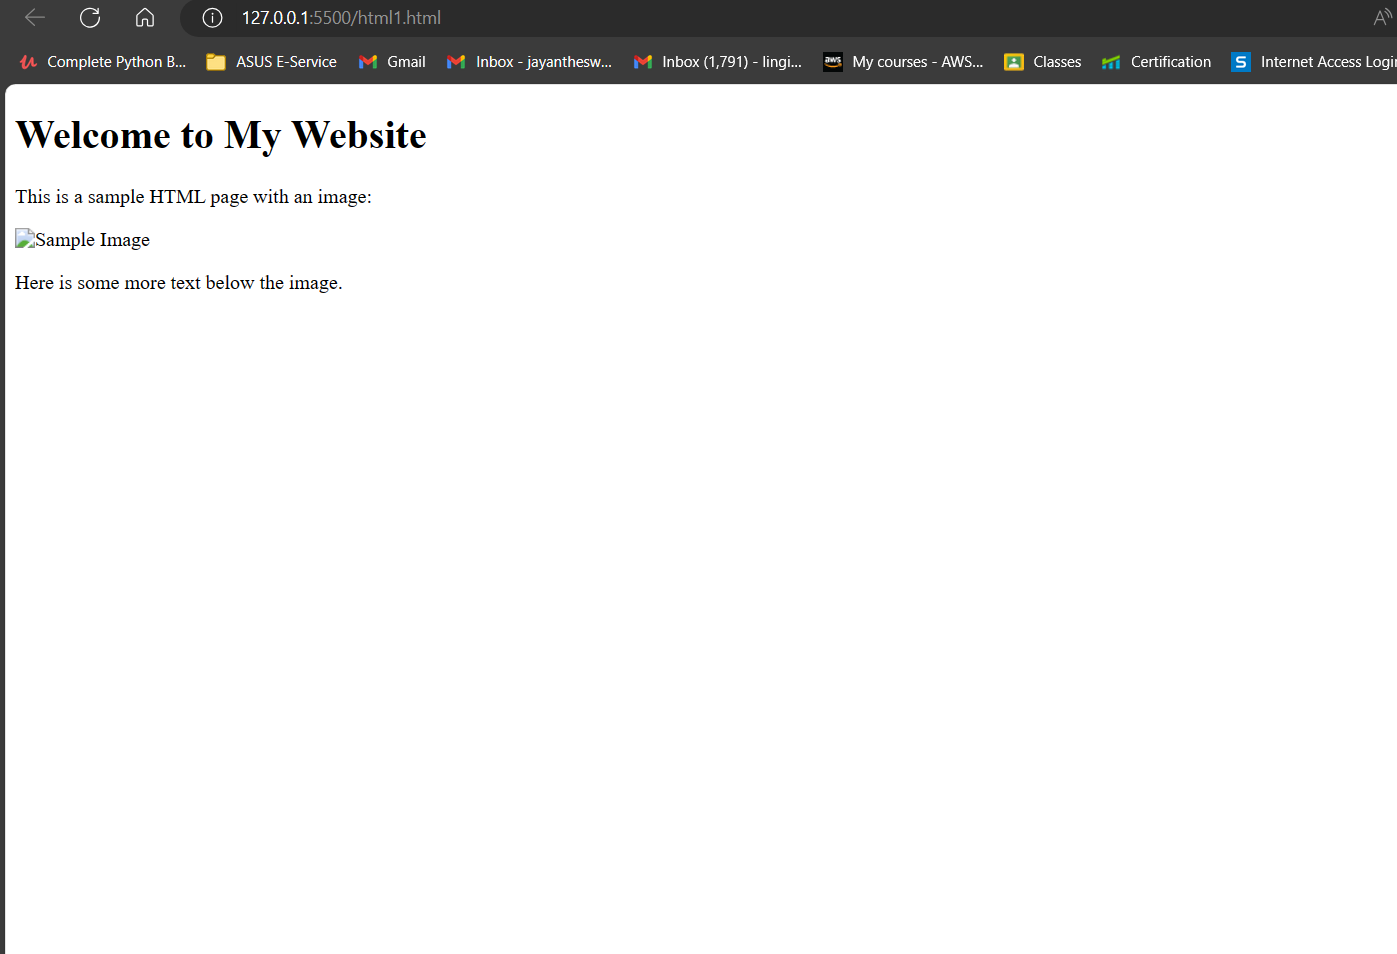 127.0.0.1:5500/html1.html
Complete Python B... ASUS E-Service Gmail Inbox - jayanthesw... Inbox (1,791) - lingi... aws My courses - AWS... Classes Certification S Internet Access Logi
Welcome to My Website
This is a sample HTML page with an image:
Sample Image
Here is some more text below the image.